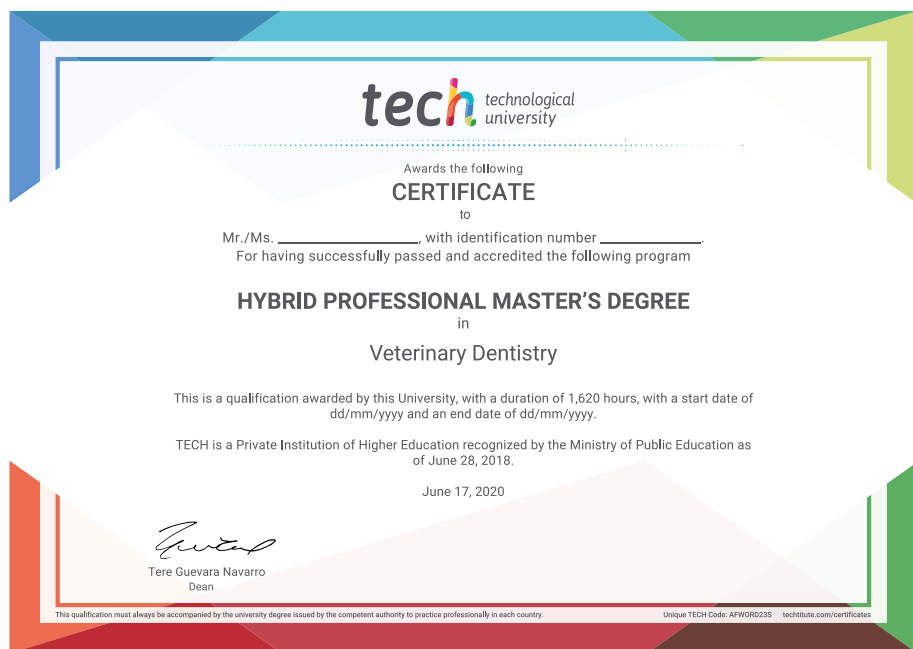 tech technological
university
Awards the following
CERTIFICATE
to
Mr./Ms. ____________, with identification number ____________.
For having successfully passed and accredited the following program
HYBRID PROFESSIONAL MASTER'S DEGREE
in
Veterinary Dentistry
This is a qualification awarded by this University, with a duration of 1,620 hours, with a start date of
dd/mm/yyyy and an end date of dd/mm/yyyy.
TECH is a Private Institution of Higher Education recognized by the Ministry of Public Education as
of June 28, 2018.
June 17, 2020
Tere Guevara Navarro
Dean
This qualification must always be accompanied by the university degree issued by the competent authority to practice professionally in each country.
Unique TECH Code: AFWORD23S techtitute.com/certificates